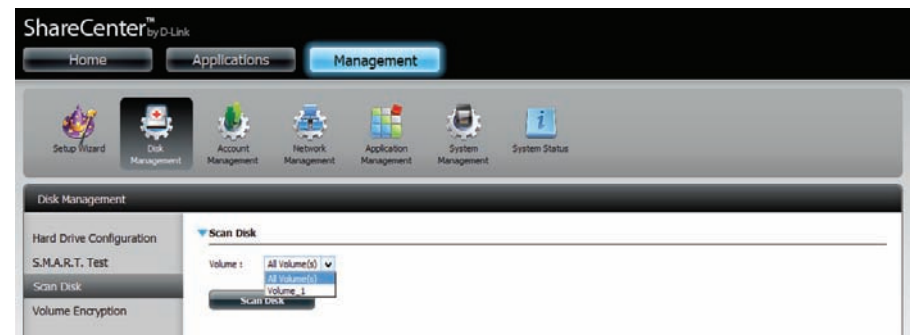 ShareCenter™ by D-Link
Home Applications Management
Setup Wizard Disk Management Account Management Network Management Application Management System Management System Status
Disk Management
Hard Drive Configuration
S.M.A.R.T. Test
Scan Disk
Volume Encryption
Scan Disk
Volume : All Volume(s)
All Volume(s)
Volume_1
Scan Disk